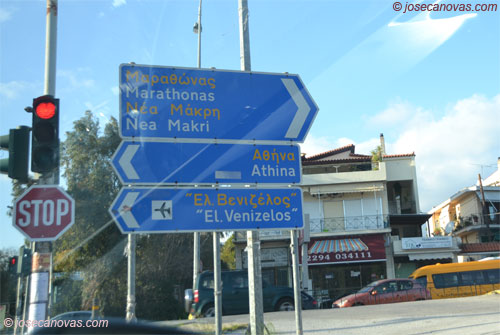 © josecanovas.com
Μαραθώνας
Marathonas
Νέα Μάκρη
Nea Makri
Αθήνα
Athina
"Ελ. Βενιζέλος"
"El. Venizelos"
STOP
2294 034111
© josecanovas.com